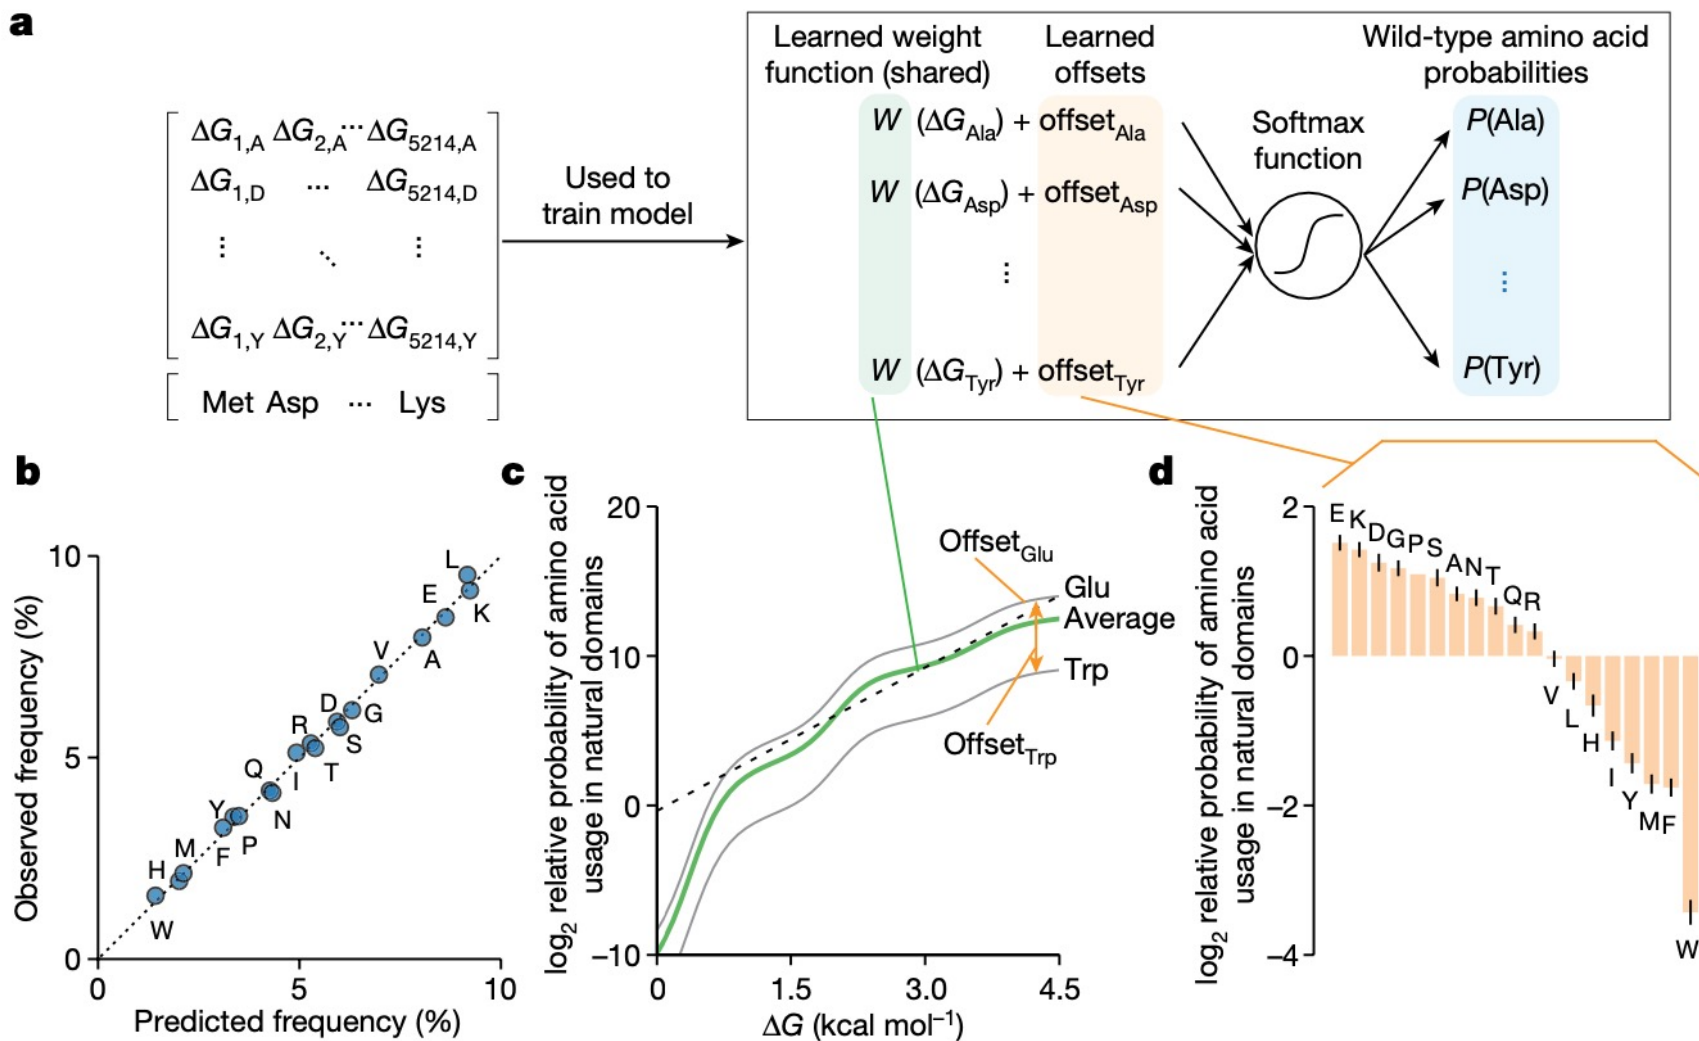 a
Learned weight
function (shared)
Learned
offsets
Wild-type amino acid
probabilities
ΔG1,A ΔG2,A ··· ΔG5214,A
ΔG1,D ··· ΔG5214,D
⋮ ⋱ ⋮
ΔG1,Y ΔG2,Y ··· ΔG5214,Y
Met Asp ··· Lys
Used to
train model
W (ΔGAla) + offsetAla
W (ΔGAsp) + offsetAsp
⋮
W (ΔGTyr) + offsetTyr
Softmax
function
P(Ala)
P(Asp)
⋮
P(Tyr)
b
Observed frequency (%)
10
5
0
0 5 10
Predicted frequency (%)
L
E
K
V
A
D
G
R
S
Q
I
T
Y
N
M
F
P
H
W
c
log2 relative probability of amino acid
usage in natural domains
20
10
0
–10
0 1.5 3.0 4.5
ΔG (kcal mol–1)
OffsetGlu
Glu
Average
Trp
OffsetTrp
d
log2 relative probability of amino acid
usage in natural domains
2
0
–2
–4
E K D G P S A N T Q R
V L H I Y M F W